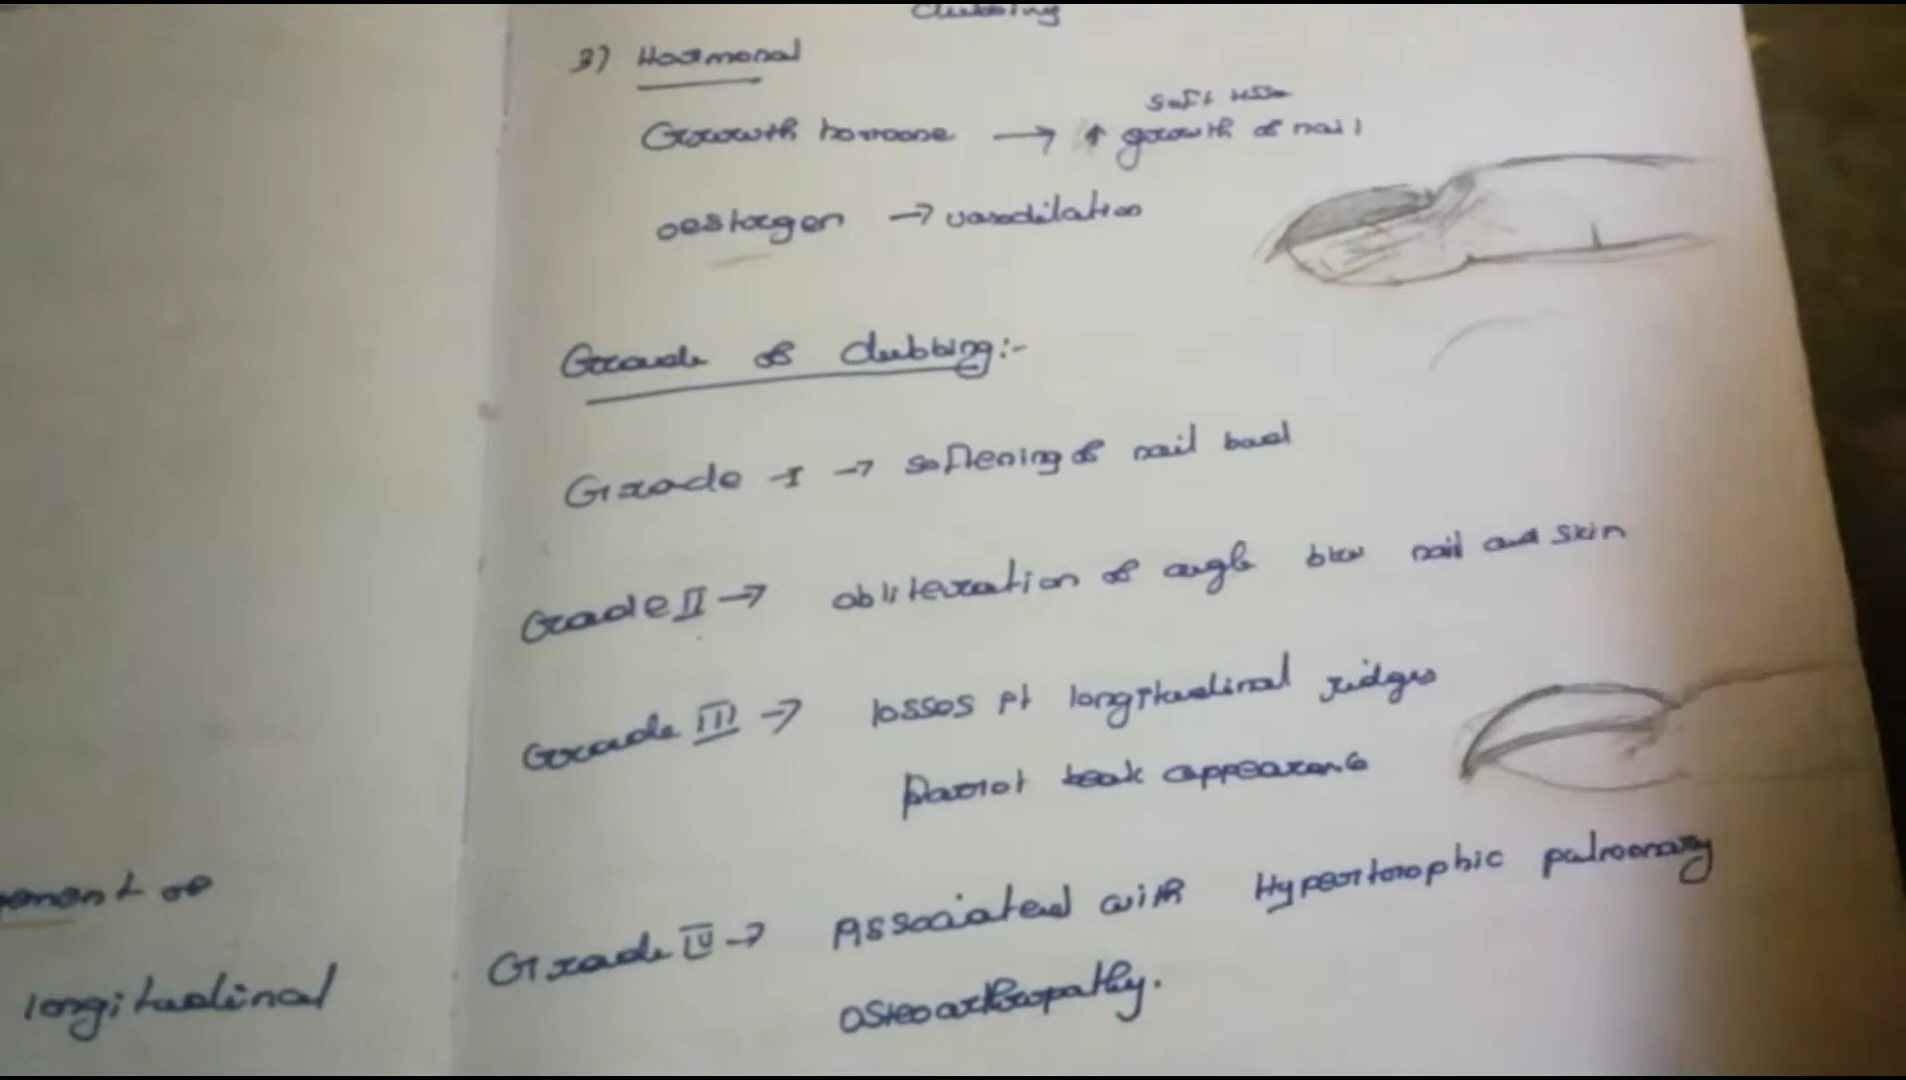 clubbing
3) Hormonal
soft tissue
Growth hormone → ↑ growth of nail
oestrogen → vasodilation
Grade of clubbing:-
Grade - I → softening of nail bed
Grade II → obliteration of angle btw nail and skin
Grade III → losses of longitudinal ridges
Parrot beak appearance
Grade IV → Associated with Hypertrophic pulmonary
osteoarthropathy.
longitudinal